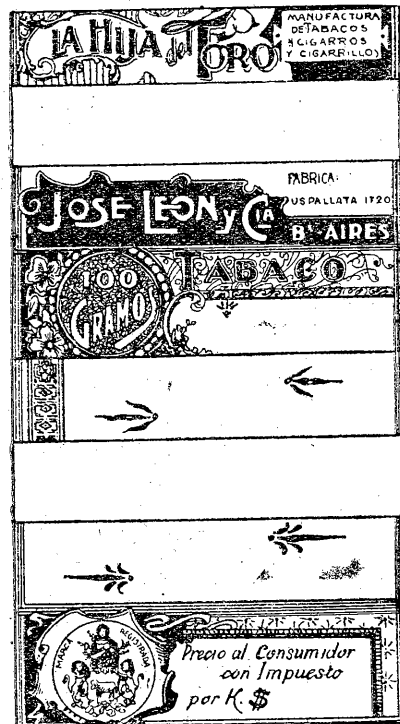 LA HIJA del TORO
MANUFACTURA
DE TABACOS
CIGARROS
Y CIGARRILLOS
JOSE LEON y CIA
FABRICA:
USPALLATA 1720
Bs AIRES
100
GRAMOS
TABACO
MARCA REGISTRADA
Precio al Consumidor
con Impuesto
por K. $